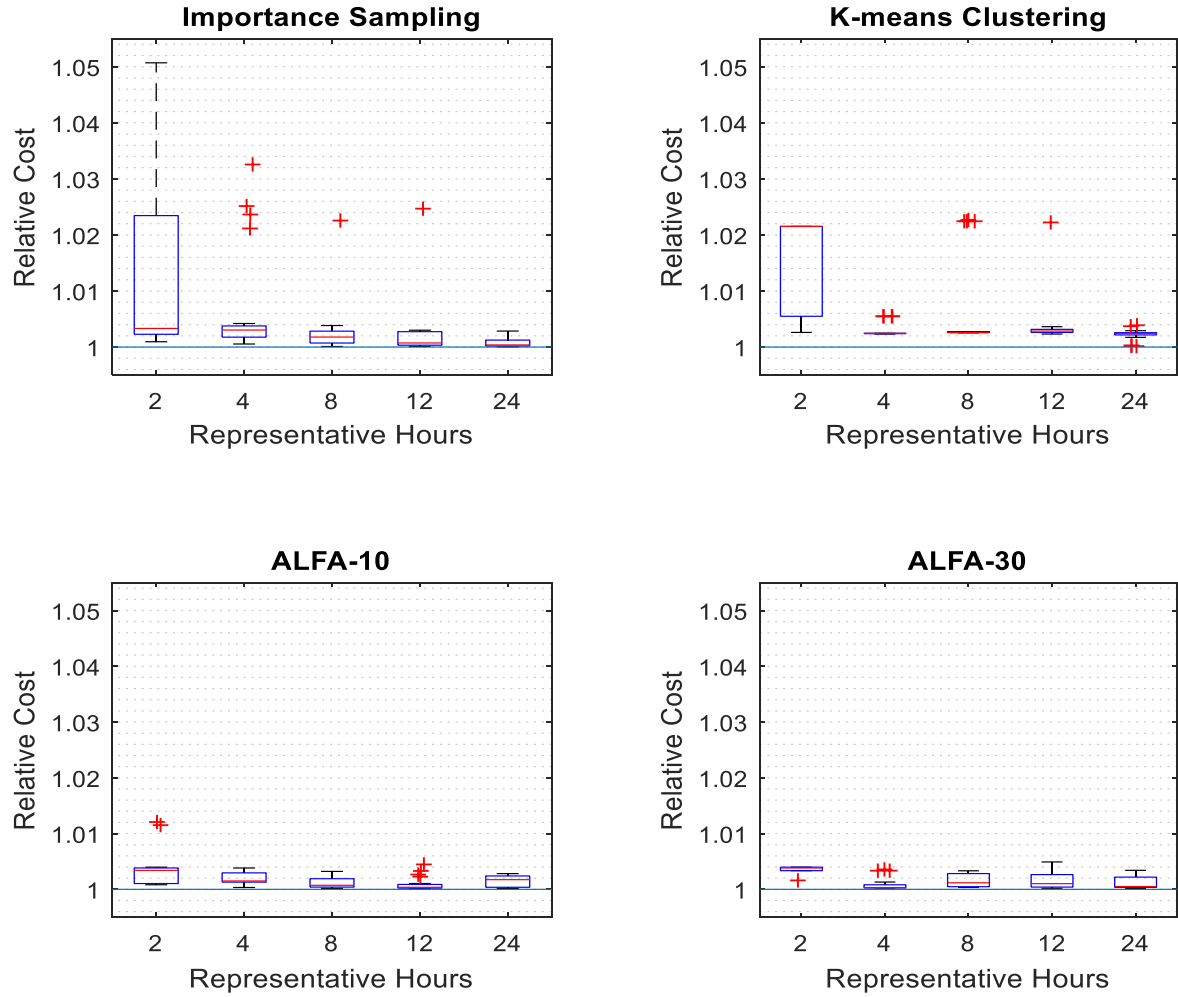 Importance Sampling
1.05
1.04
1.03
1.02
1.01
1
Relative Cost
2 4 8 12 24
Representative Hours
K-means Clustering
1.05
1.04
1.03
1.02
1.01
1
Relative Cost
2 4 8 12 24
Representative Hours
ALFA-10
1.05
1.04
1.03
1.02
1.01
1
Relative Cost
2 4 8 12 24
Representative Hours
ALFA-30
1.05
1.04
1.03
1.02
1.01
1
Relative Cost
2 4 8 12 24
Representative Hours